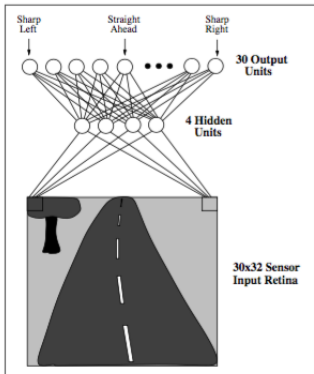 Sharp Left
Straight Ahead
Sharp Right
30 Output Units
4 Hidden Units
30x32 Sensor Input Retina